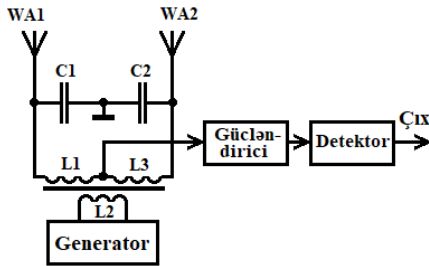 WA1
WA2
C1
C2
L1
L3
L2
Güclən-
dirici
Detektor
Çıx
Generator